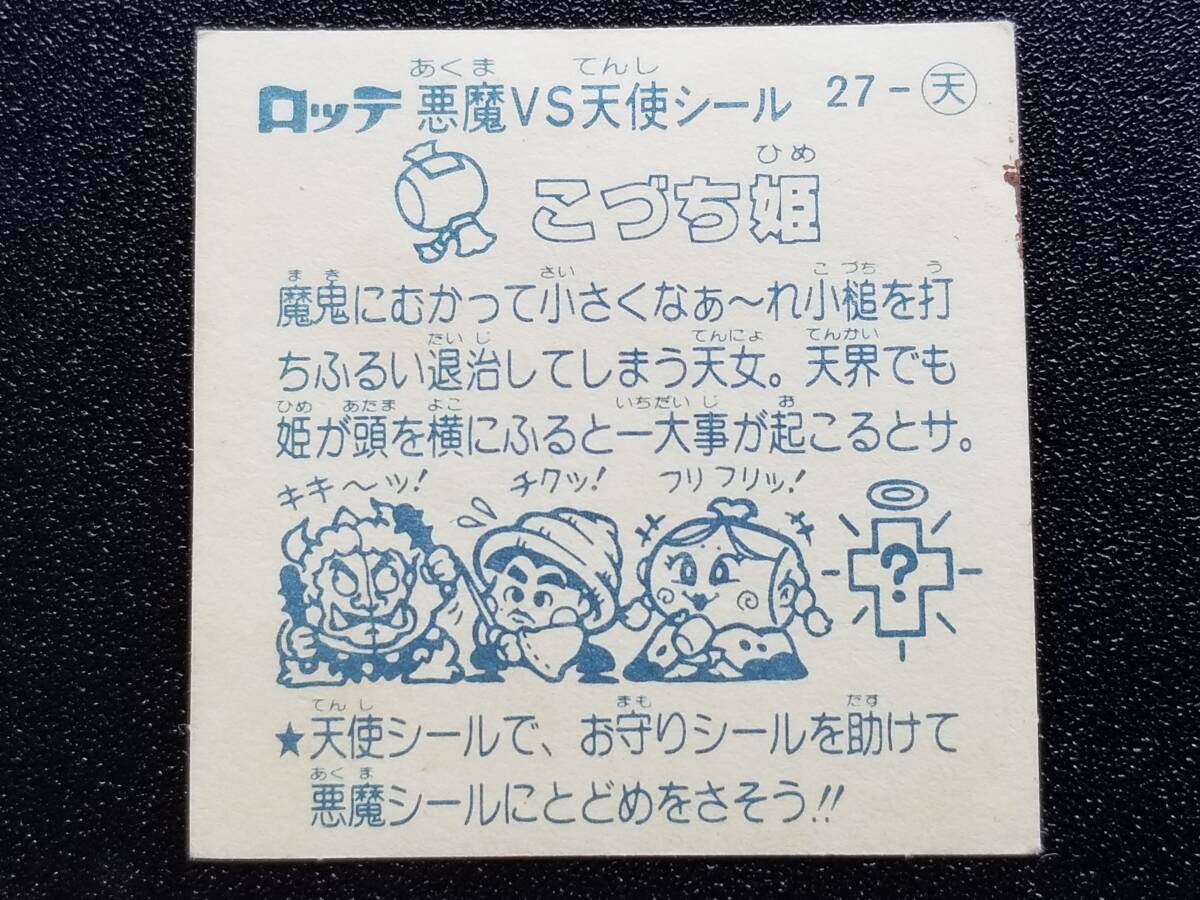 ロッテ 悪魔VS天使シール 27-天
あくま てんし
こづち姫
ひめ
魔鬼にむかって小さくなぁ〜れ小槌を打
まき さい こづち う
ちふるい退治してしまう天女。天界でも
たいじ てんにょ てんかい
姫が頭を横にふると一大事が起こるとサ。
ひめ あたま よこ いちだいじ お
キキ〜ッ! チクッ! フリフリッ!
?
★天使シールで、お守りシールを助けて
てんし まも たす
悪魔シールにとどめをさそう!!
あくま